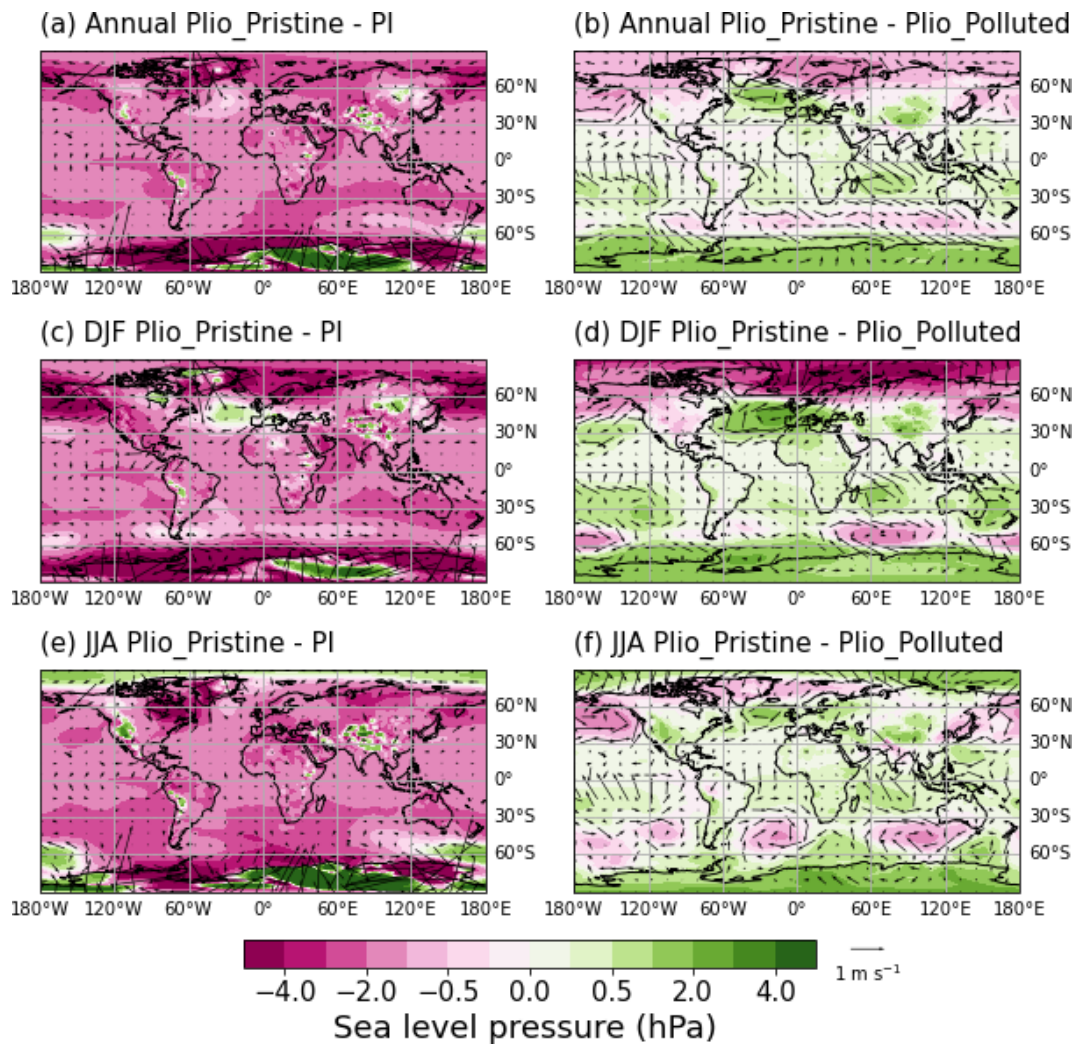 (a) Annual Plio_Pristine - PI
(b) Annual Plio_Pristine - Plio_Polluted
60°N
60°N
30°N
30°N
0°
0°
30°S
30°S
60°S
60°S
180°W 120°W 60°W 0° 60°E 120°E 180°E
180°W 120°W 60°W 0° 60°E 120°E 180°E
(c) DJF Plio_Pristine - PI
(d) DJF Plio_Pristine - Plio_Polluted
60°N
60°N
30°N
30°N
0°
0°
30°S
30°S
60°S
60°S
180°W 120°W 60°W 0° 60°E 120°E 180°E
180°W 120°W 60°W 0° 60°E 120°E 180°E
(e) JJA Plio_Pristine - PI
(f) JJA Plio_Pristine - Plio_Polluted
60°N
60°N
30°N
30°N
0°
0°
30°S
30°S
60°S
60°S
180°W 120°W 60°W 0° 60°E 120°E 180°E
180°W 120°W 60°W 0° 60°E 120°E 180°E
−4.0 −2.0 −0.5 0.0 0.5 2.0 4.0
1 m s⁻¹
Sea level pressure (hPa)